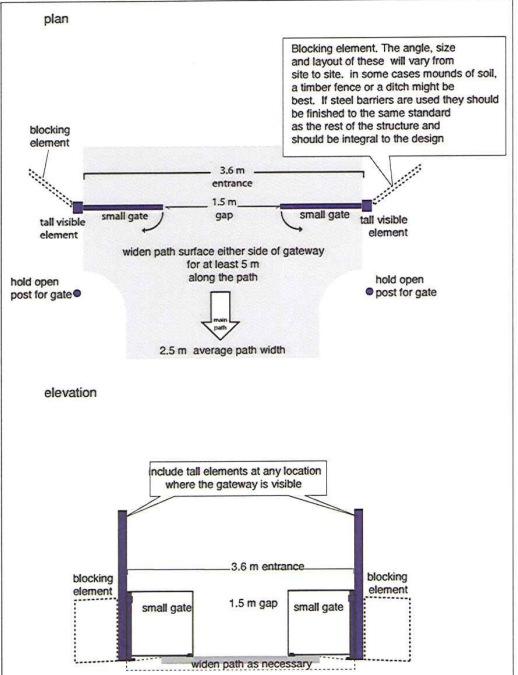 plan
Blocking element. The angle, size
and layout of these will vary from
site to site. in some cases mounds of soil,
a timber fence or a ditch might be
best. If steel barriers are used they should
be finished to the same standard
as the rest of the structure and
should be integral to the design
blocking
element
3.6 m
entrance
1.5 m
gap
small gate
small gate
tall visible
element
tall visible
element
widen path surface either side of gateway
for at least 5 m
along the path
hold open
post for gate
hold open
post for gate
main
path
2.5 m average path width
elevation
include tall elements at any location
where the gateway is visible
3.6 m entrance
blocking
element
blocking
element
small gate
1.5 m gap
small gate
widen path as necessary